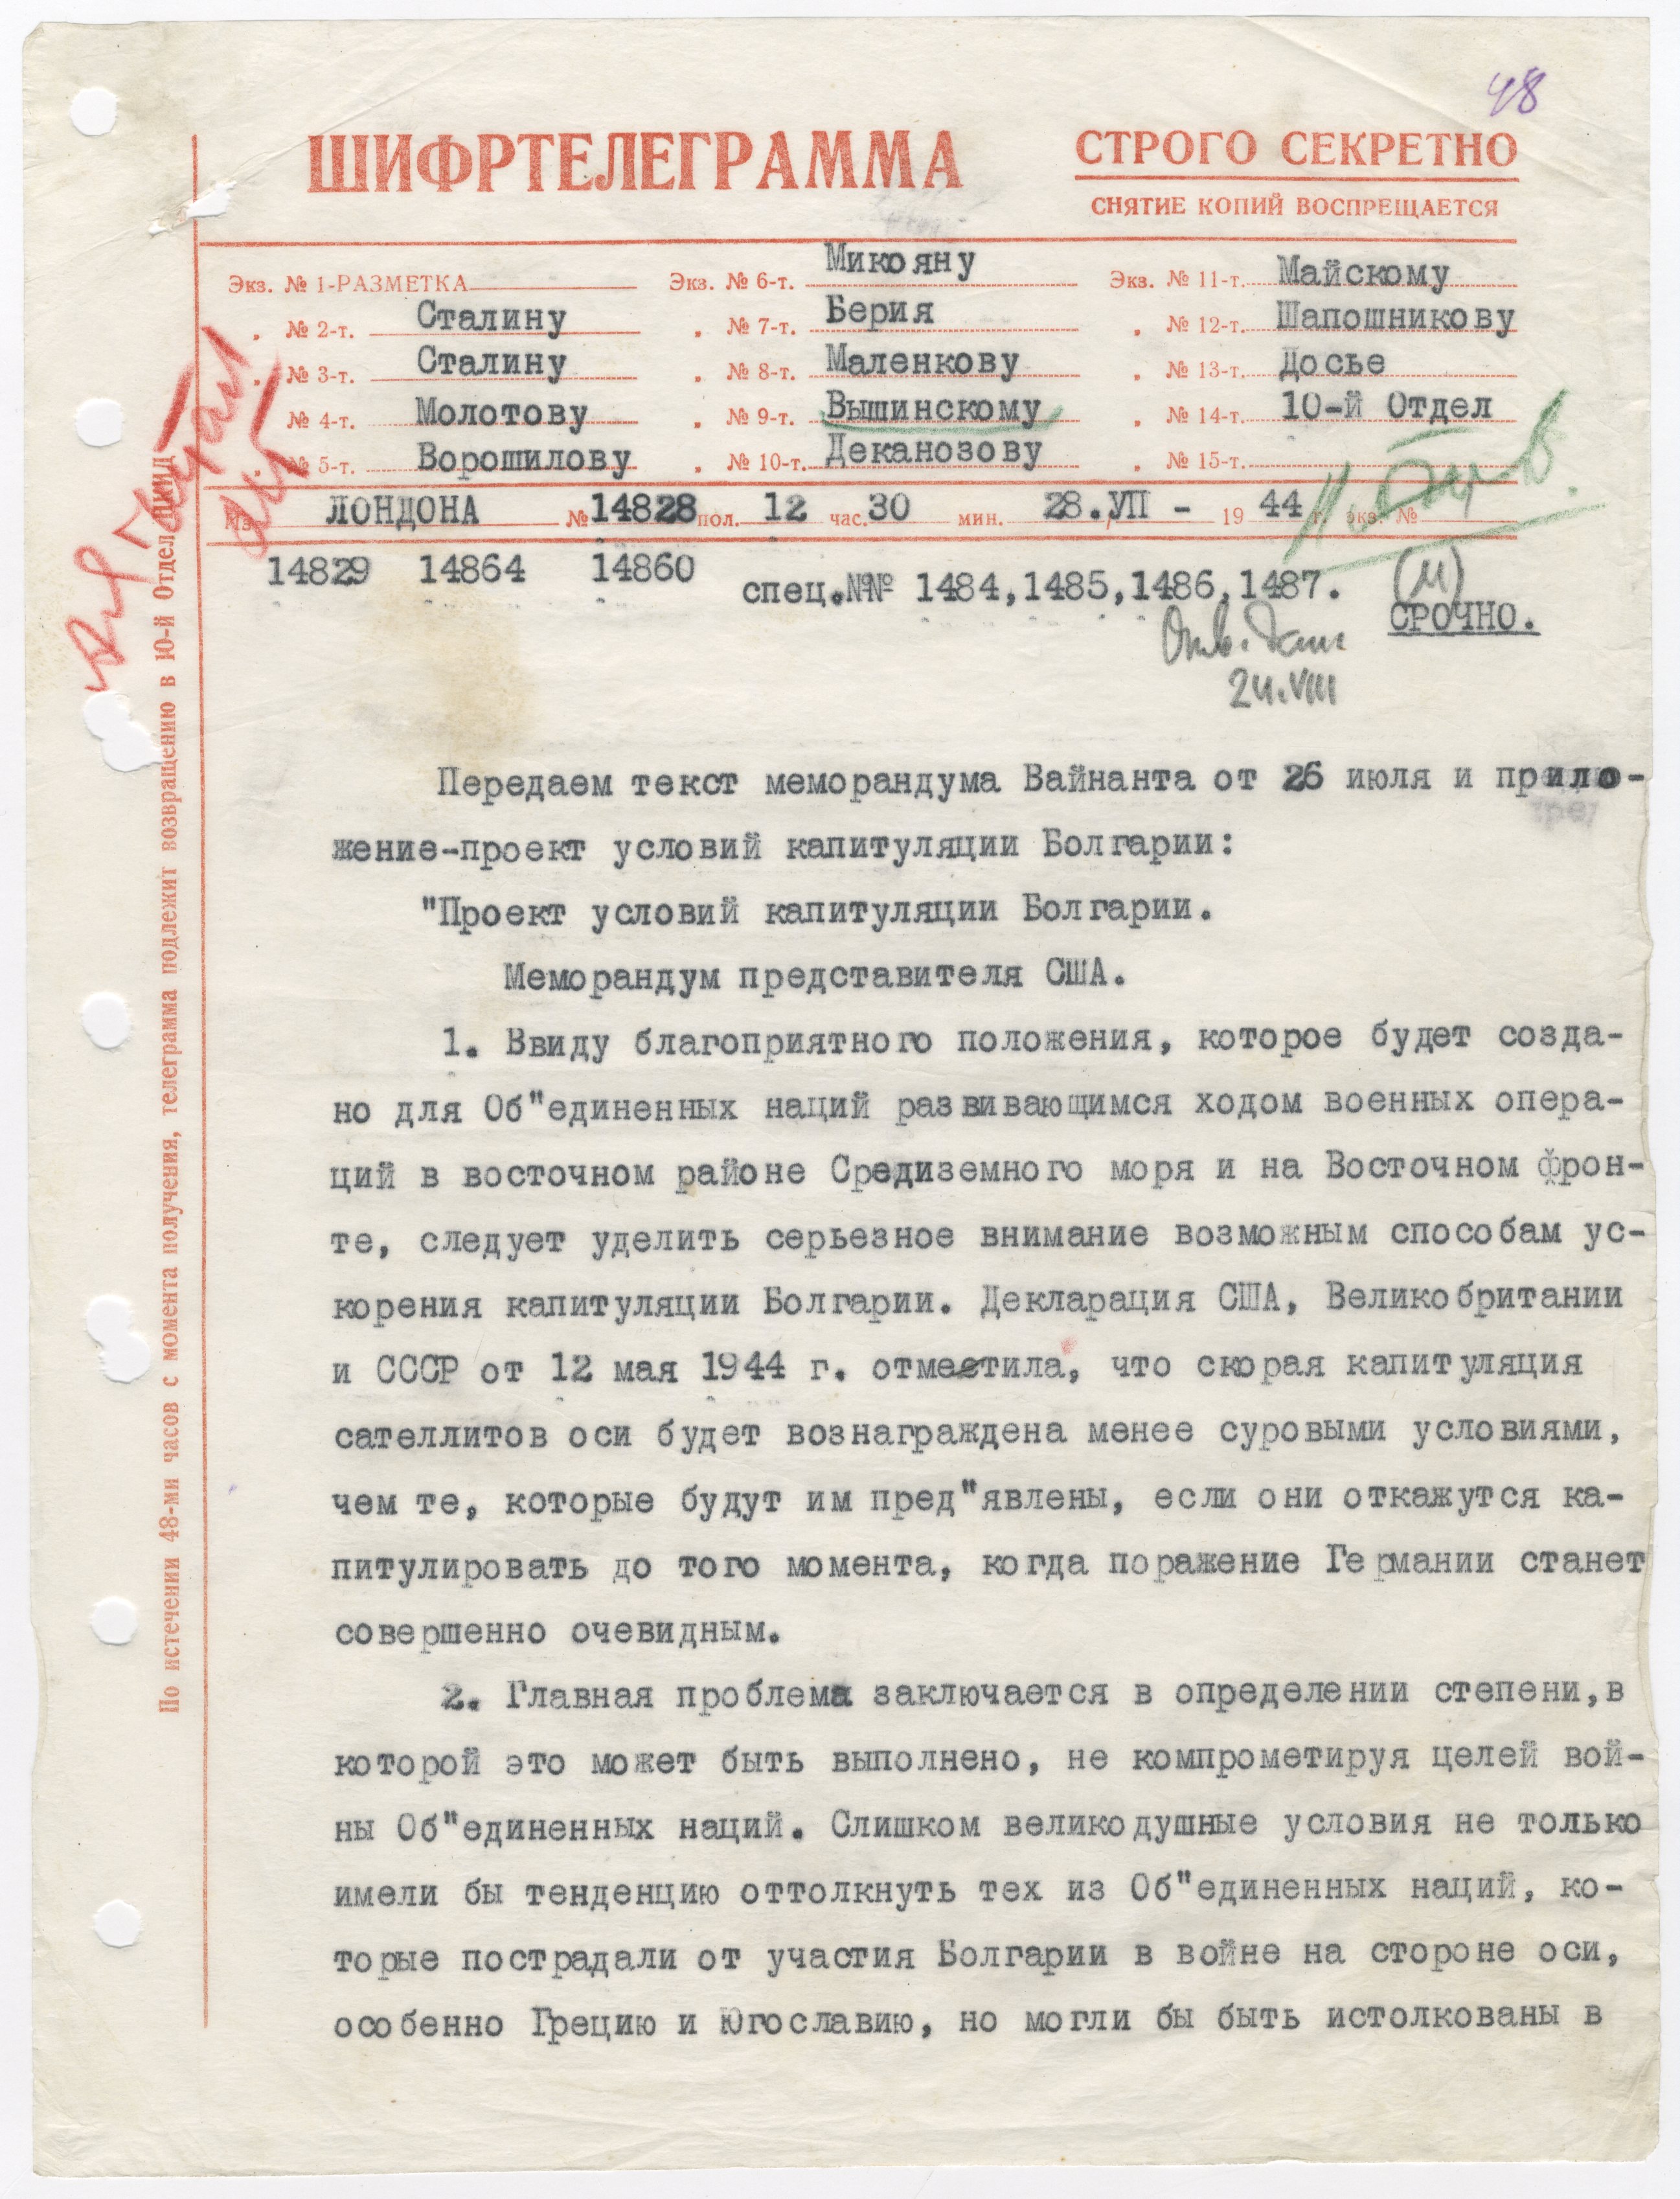 48
ШИФРТЕЛЕГРАММА
СТРОГО СЕКРЕТНО
СНЯТИЕ КОПИЙ ВОСПРЕЩАЕТСЯ
Экз. № 1-РАЗМЕТКА
„ № 2-т. Сталину
„ № 3-т. Сталину
„ № 4-т. Молотову
„ № 5-т. Ворошилову
Экз. № 6-т. Микояну
„ № 7-т. Берия
„ № 8-т. Маленкову
„ № 9-т. Вышинскому
„ № 10-т. Деканозову
Экз. № 11-т. Майскому
„ № 12-т. Шапошникову
„ № 13-т. Досье
„ № 14-т. 10-й Отдел
„ № 15-т.
Из ЛОНДОНА № 14828 пол. 12 час. 30 мин. 28.УП - 19 44 г. экз. №
14829 14864 14860 спец.№№ 1484,1485,1486,1487.
(М)
СРОЧНО.
Отв. дан
24.VIII
По истечении 48-ми часов с момента получения, телеграмма подлежит возвращению в 10-й Отдел НКИД
Передаем текст меморандума Вайнанта от 26 июля и прило-
жение-проект условий капитуляции Болгарии:
"Проект условий капитуляции Болгарии.
Меморандум представителя США.
1. Ввиду благоприятного положения, которое будет созда-
но для Об"единенных наций развивающимся ходом военных опера-
ций в восточном районе Средиземного моря и на Восточном фрон-
те, следует уделить серьезное внимание возможным способам ус-
корения капитуляции Болгарии. Декларация США, Великобритании
и СССР от 12 мая 1944 г. отместила, что скорая капитуляция
сателлитов оси будет вознаграждена менее суровыми условиями,
чем те, которые будут им пред"явлены, если они откажутся ка-
питулировать до того момента, когда поражение Германии станет
совершенно очевидным.
2. Главная проблема заключается в определении степени,в
которой это может быть выполнено, не компрометируя целей вой-
ны Об"единенных наций. Слишком великодушные условия не только
имели бы тенденцию оттолкнуть тех из Об"единенных наций, ко-
торые пострадали от участия Болгарии в войне на стороне оси,
особенно Грецию и Югославию, но могли бы быть истолкованы в